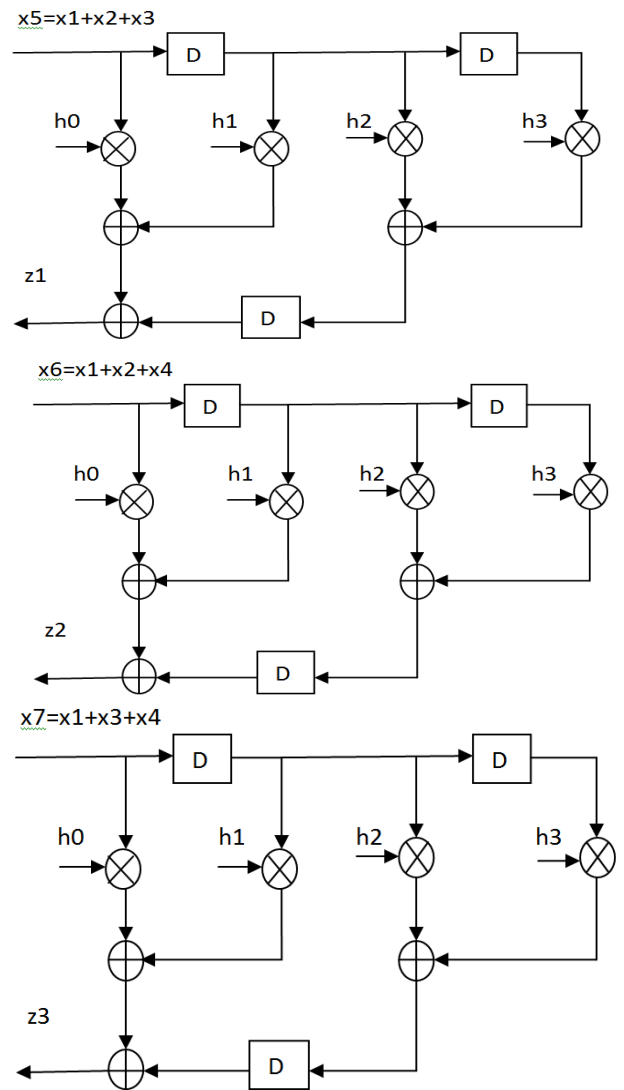 x5=x1+x2+x3
D D
h0 h1 h2 h3
z1
D
x6=x1+x2+x4
D D
h0 h1 h2 h3
z2
D
x7=x1+x3+x4
D D
h0 h1 h2 h3
z3
D